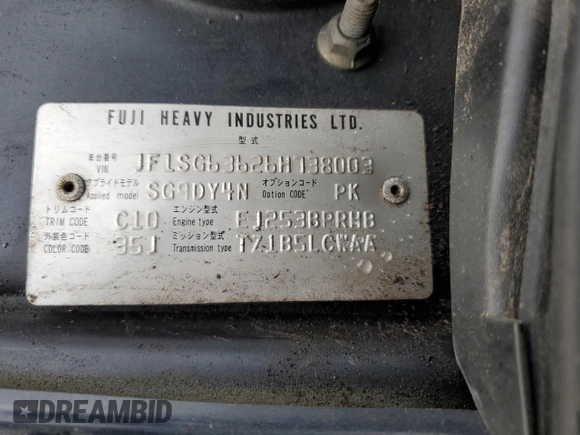 FUJI HEAVY INDUSTRIES LTD.
型式
車台番号 VIN JF1SG63626H738003
アプライドモデル Applied model SG9DY4N オプションコード Option CODE PK
トリムコード TRIM CODE C10 エンジン型式 Engine type EJ253BPRHB
外装色コード COLOR CODE 35J ミッション型式 Transmission type TZ1B5LCWAA
DREAMBID